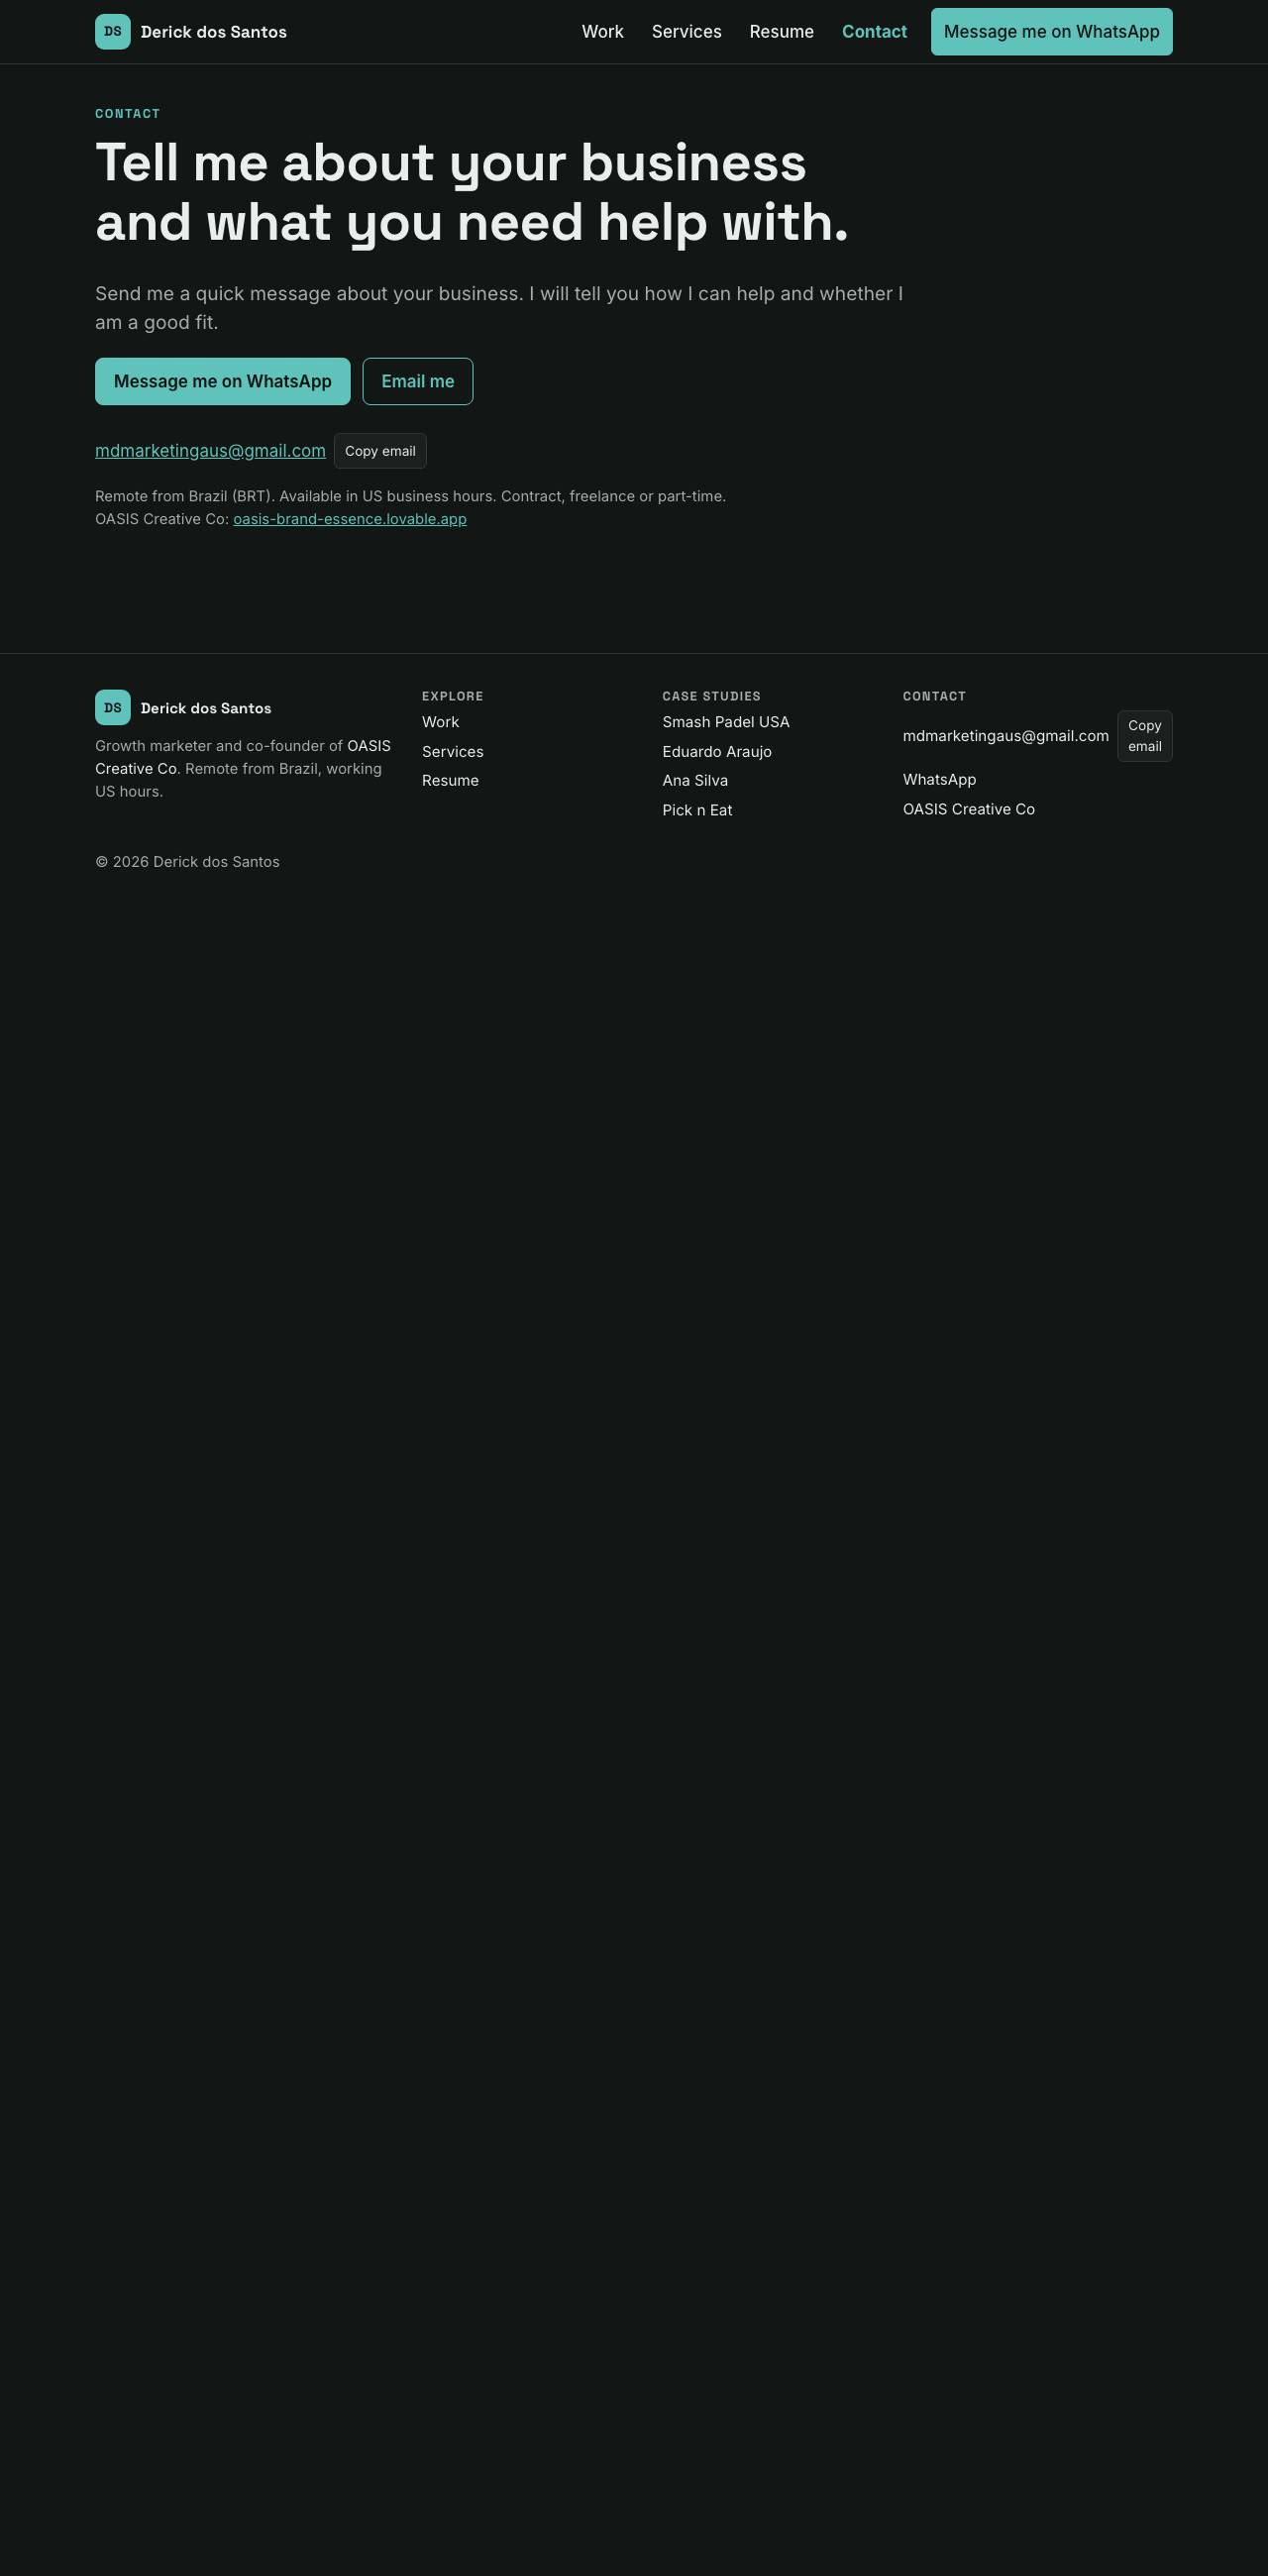 DS Derick dos Santos Work Services Resume Contact Message me on WhatsApp
CONTACT
Tell me about your business
and what you need help with.
Send me a quick message about your business. I will tell you how I can help and whether I
am a good fit.
Message me on WhatsApp Email me
mdmarketingaus@gmail.com Copy email
Remote from Brazil (BRT). Available in US business hours. Contract, freelance or part-time.
OASIS Creative Co: oasis-brand-essence.lovable.app
DS Derick dos Santos
Growth marketer and co-founder of OASIS
Creative Co. Remote from Brazil, working
US hours.
EXPLORE
Work
Services
Resume
CASE STUDIES
Smash Padel USA
Eduardo Araujo
Ana Silva
Pick n Eat
CONTACT
mdmarketingaus@gmail.com
Copy
email
WhatsApp
OASIS Creative Co
© 2026 Derick dos Santos